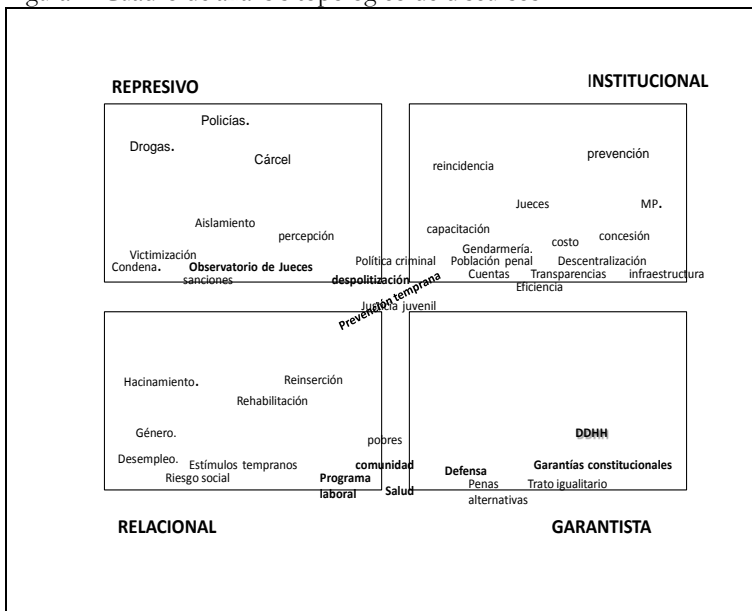 REPRESIVO
INSTITUCIONAL
Policías.
Drogas.
Cárcel
prevención
reincidencia
Jueces
MP.
Aislamiento
percepción
capacitación
costo
concesión
Gendarmería.
Victimización
Política criminal
Población penal
Descentralización
Condena.
Observatorio de Jueces
Cuentas
Transparencias
infraestructura
sanciones
despolitización
Eficiencia
Prevención temprana
Justicia juvenil
Hacinamiento.
Reinserción
Rehabilitación
Género.
pobres
DDHH
Desempleo.
Estímulos tempranos
comunidad
Defensa
Garantías constitucionales
Riesgo social
Programa
laboral
Salud
Penas
alternativas
Trato igualitario
RELACIONAL
GARANTISTA